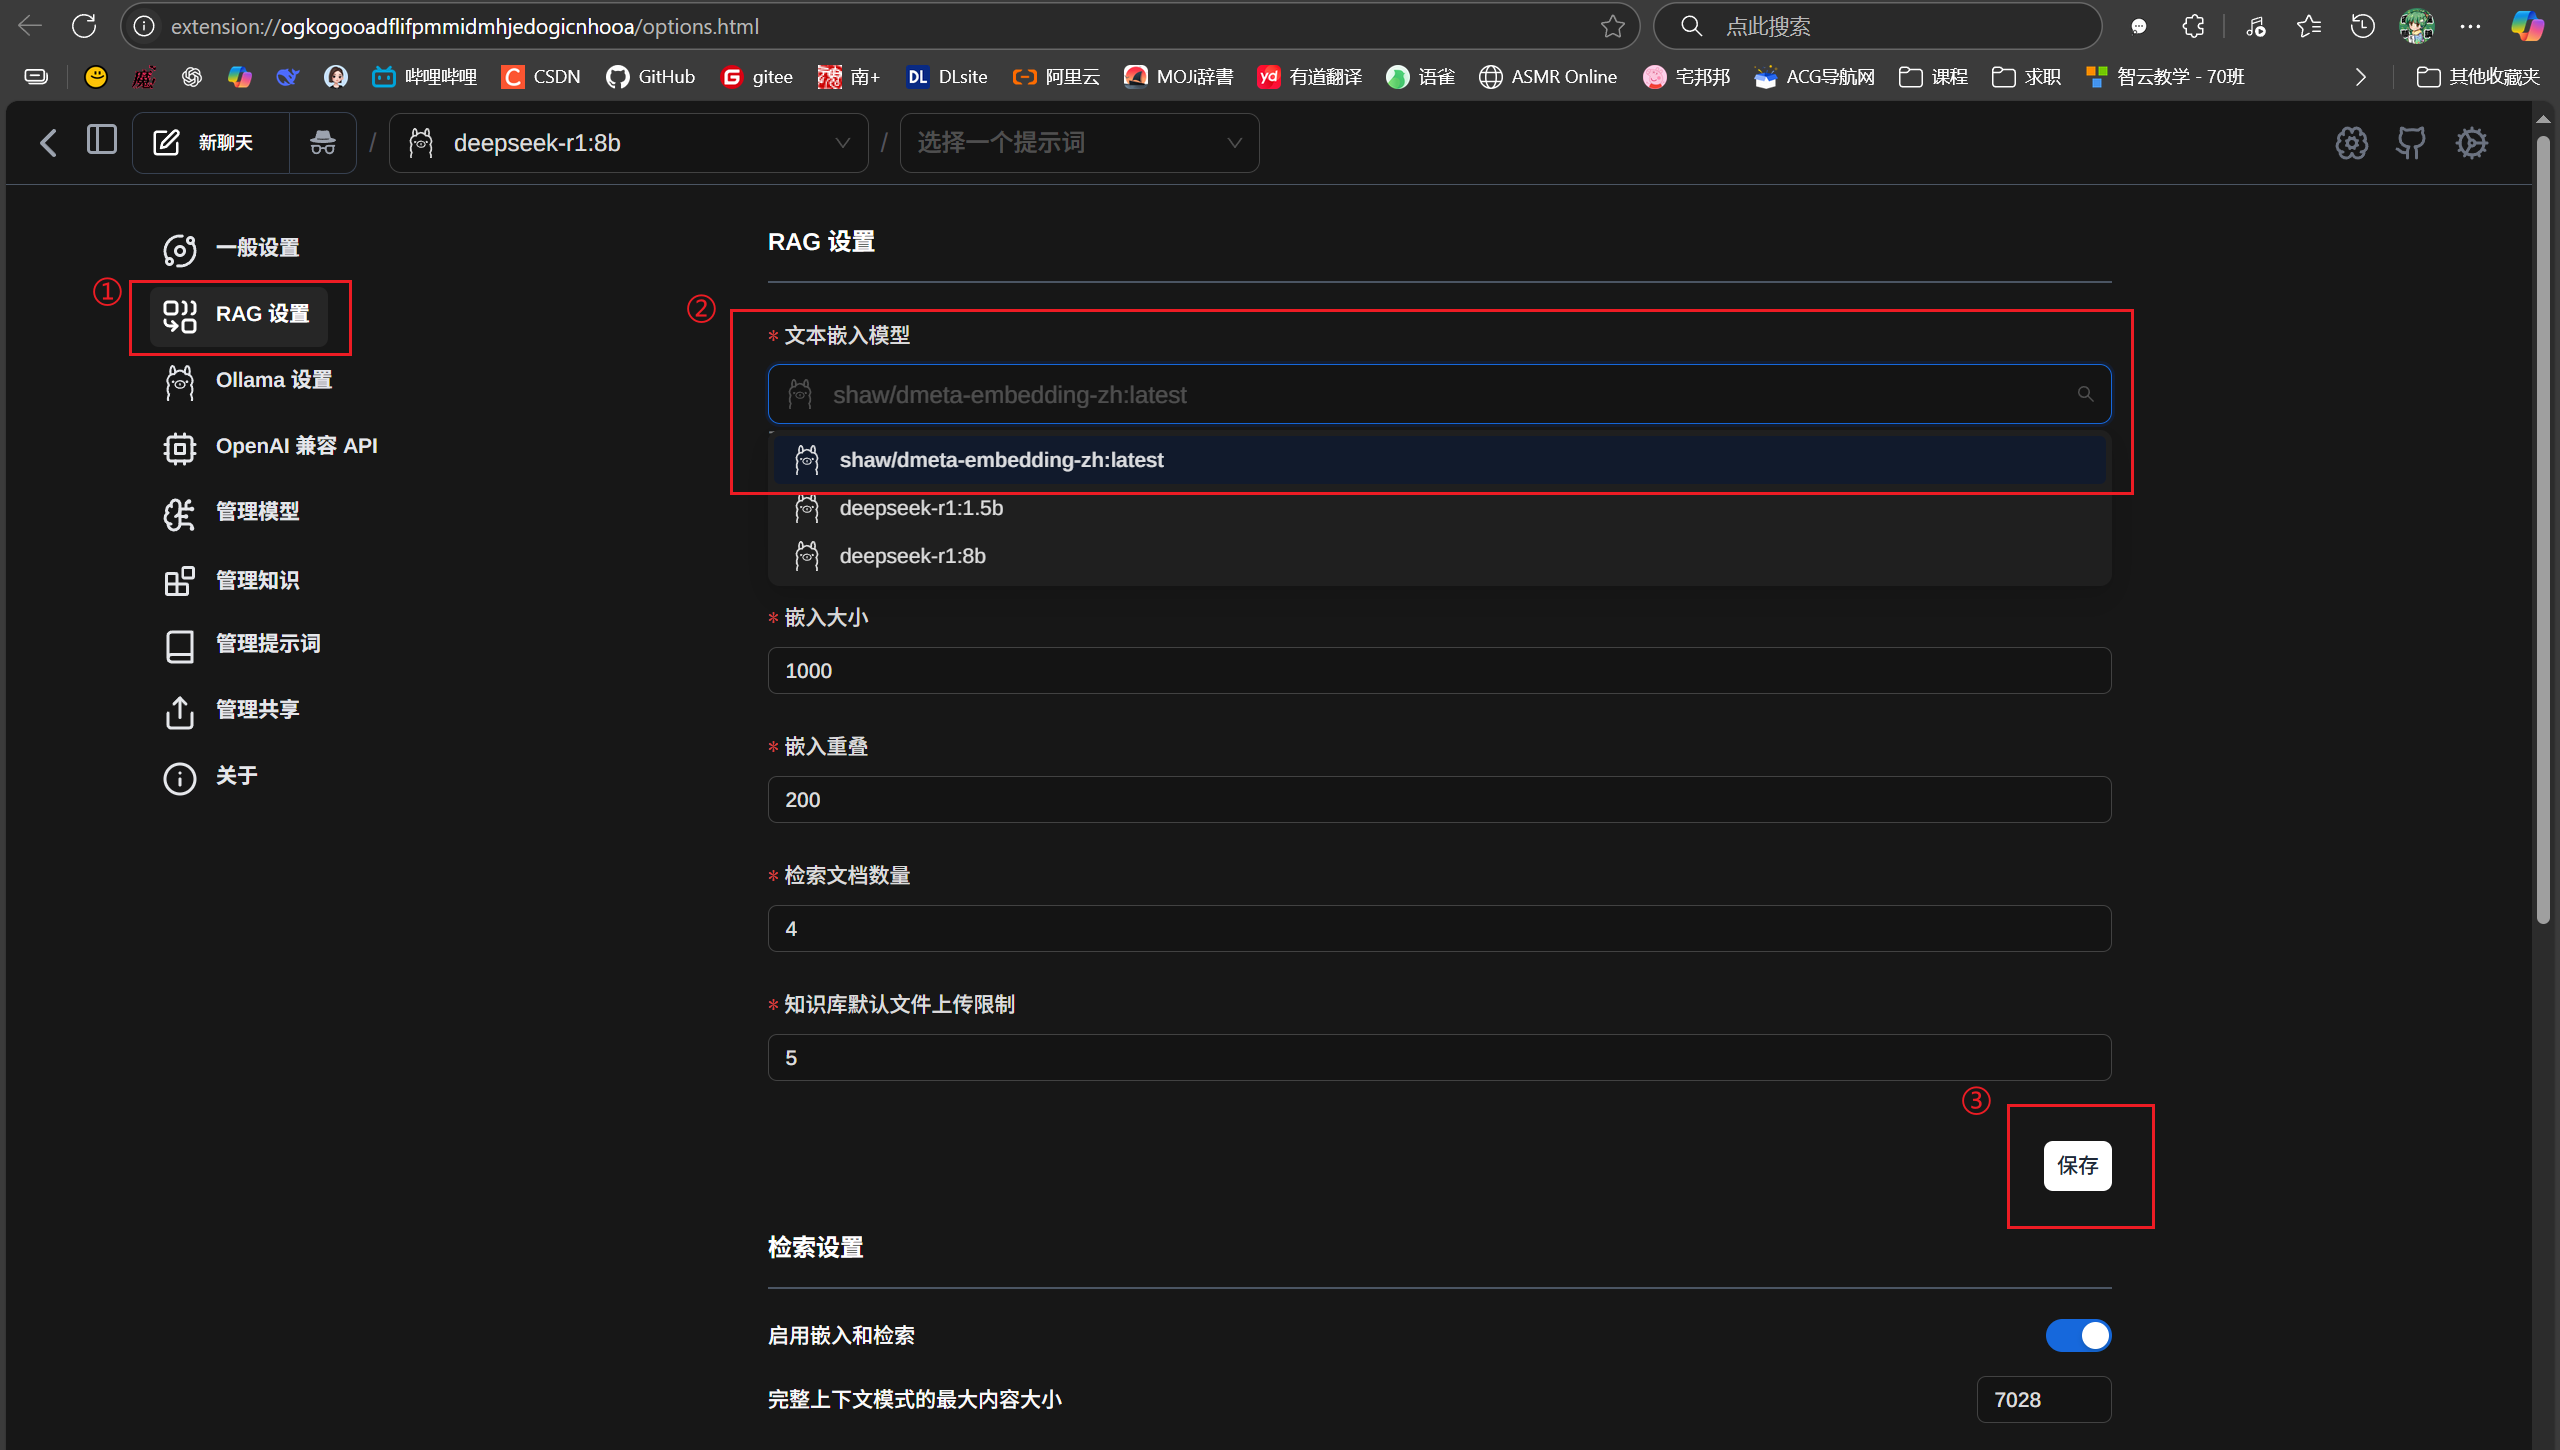 extension://ogkogooadflifpmmidmhjedogicnhooa/options.html
点此搜索
哔哩哔哩 CSDN GitHub gitee 南+ DLsite 阿里云 MOJi辞書 有道翻译 语雀 ASMR Online 宅邦邦 ACG导航网 课程 求职 智云教学 - 70班 其他收藏夹
新聊天 / deepseek-r1:8b / 选择一个提示词
一般设置
① RAG 设置
Ollama 设置
OpenAI 兼容 API
管理模型
管理知识
管理提示词
管理共享
关于
RAG 设置
②
* 文本嵌入模型
shaw/dmeta-embedding-zh:latest
shaw/dmeta-embedding-zh:latest
deepseek-r1:1.5b
deepseek-r1:8b
* 嵌入大小
1000
* 嵌入重叠
200
* 检索文档数量
4
* 知识库默认文件上传限制
5
③
保存
检索设置
启用嵌入和检索
完整上下文模式的最大内容大小
7028